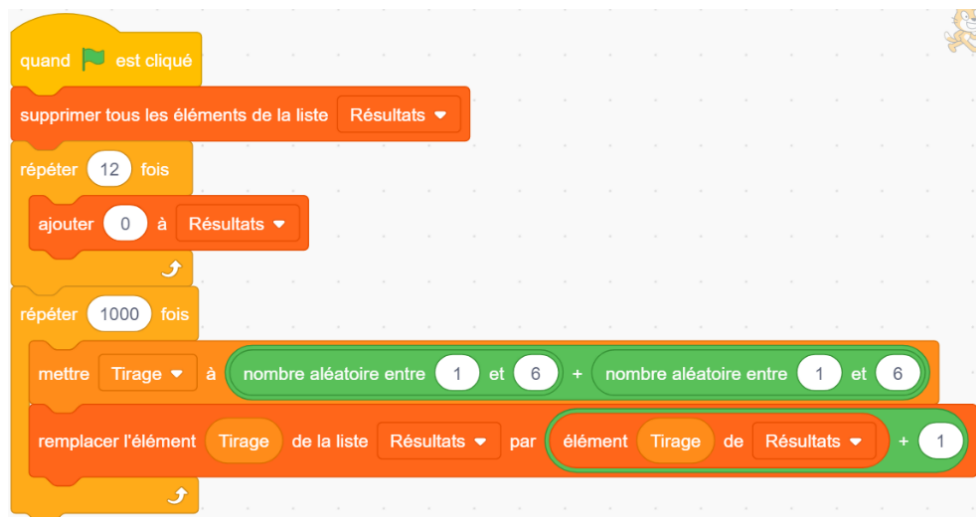 quand est cliqué
supprimer tous les éléments de la liste Résultats
répéter 12 fois
ajouter 0 à Résultats
répéter 1000 fois
mettre Tirage à nombre aléatoire entre 1 et 6 + nombre aléatoire entre 1 et 6
remplacer l'élément Tirage de la liste Résultats par élément Tirage de Résultats + 1